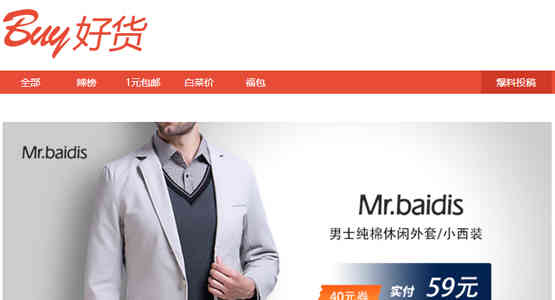 Buy好货
全部 辣榜 1元包邮 白菜价 福包 爆料投稿
Mr.baidis
Mr.baidis
男士纯棉休闲外套/小西装
40元券 实付 59元